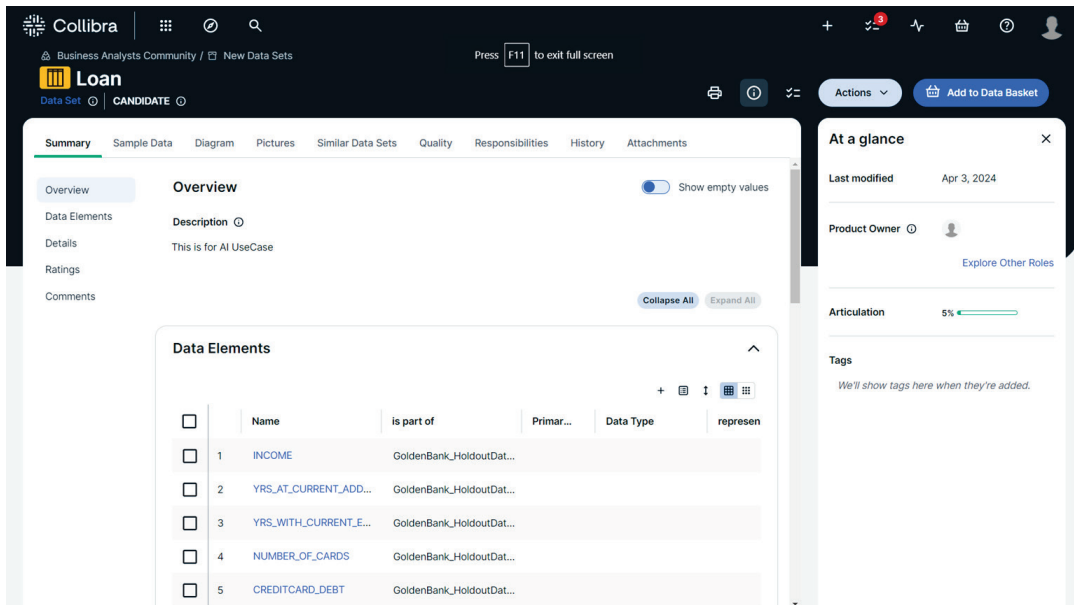 Collibra
3
Business Analysts Community / New Data Sets
Press F11 to exit full screen
Loan
Data Set CANDIDATE
Actions
Add to Data Basket
Summary Sample Data Diagram Pictures Similar Data Sets Quality Responsibilities History Attachments
Overview
Data Elements
Details
Ratings
Comments
Overview
Show empty values
Description
This is for AI UseCase
Collapse All Expand All
Data Elements
Name is part of Primar... Data Type represen
1 INCOME GoldenBank_HoldoutDat...
2 YRS_AT_CURRENT_ADD... GoldenBank_HoldoutDat...
3 YRS_WITH_CURRENT_E... GoldenBank_HoldoutDat...
4 NUMBER_OF_CARDS GoldenBank_HoldoutDat...
5 CREDITCARD_DEBT GoldenBank_HoldoutDat...
At a glance
Last modified Apr 3, 2024
Product Owner
Explore Other Roles
Articulation 5%
Tags
We'll show tags here when they're added.